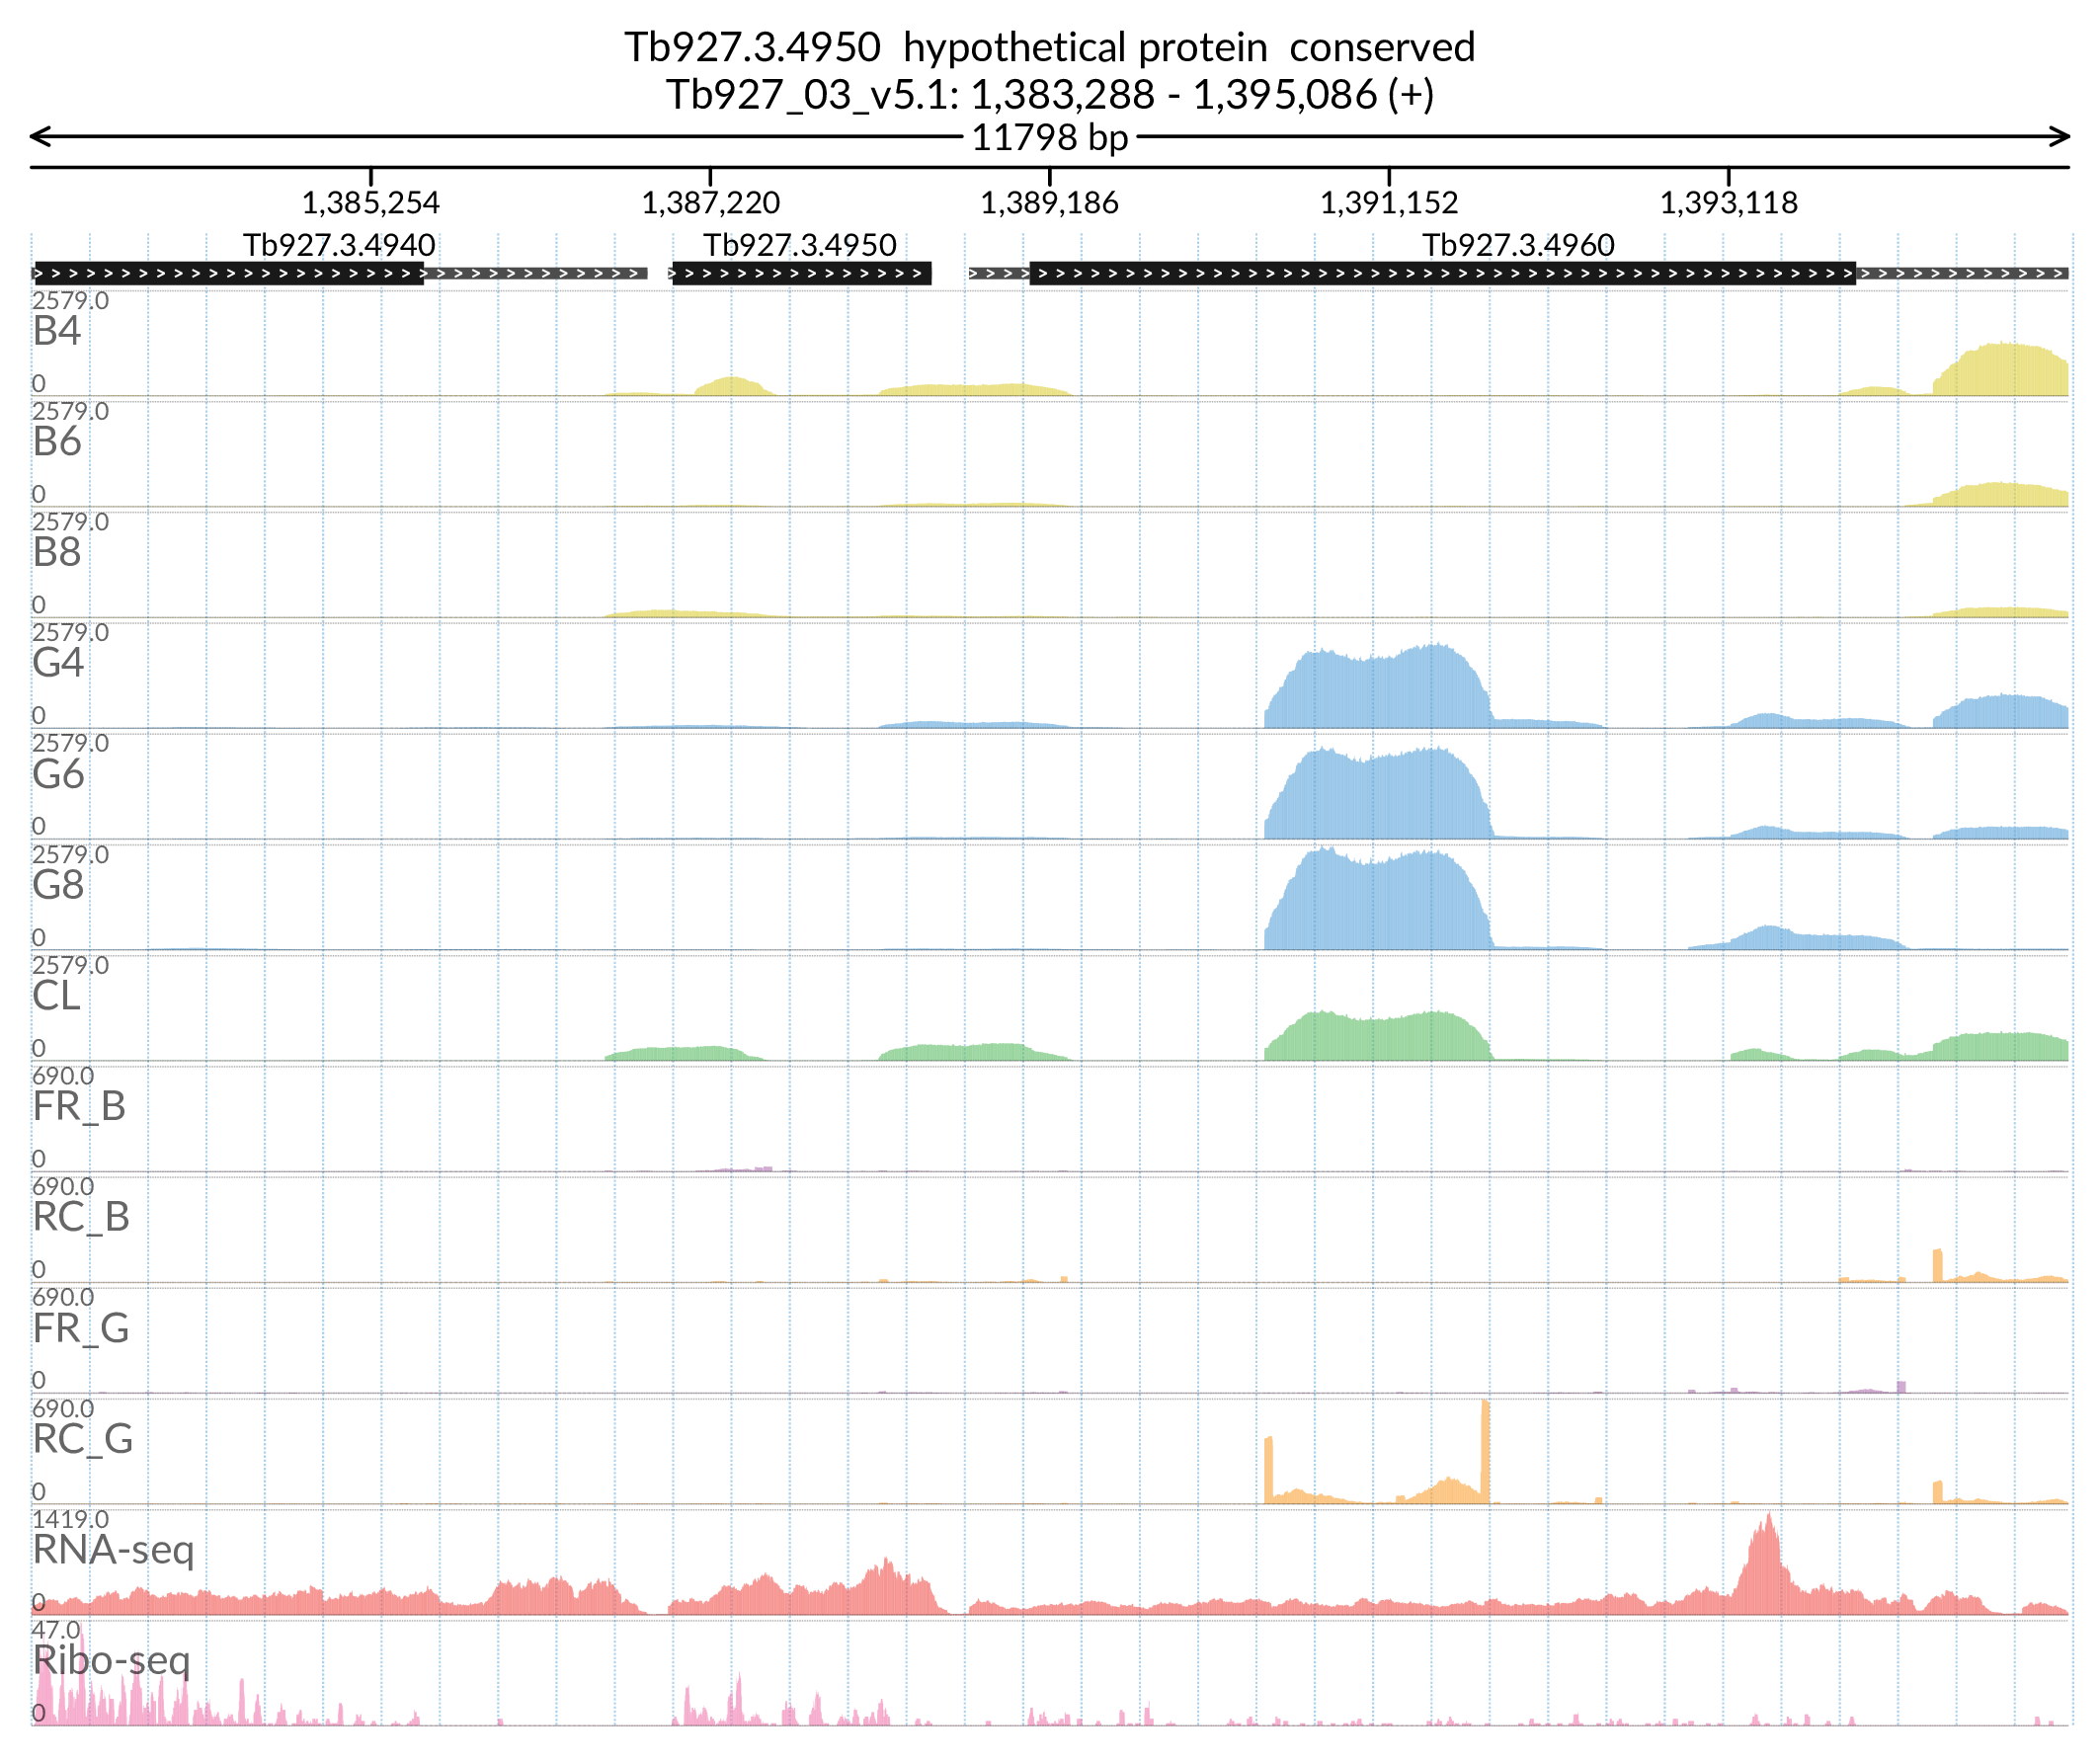 Tb927.3.4950  hypothetical protein  conserved
Tb927_03_v5.1: 1,383,288 - 1,395,086 (+)
11798 bp
1,385,254 1,387,220 1,389,186 1,391,152 1,393,118
Tb927.3.4940 Tb927.3.4950 Tb927.3.4960
2579.0
B4
0
2579.0
B6
0
2579.0
B8
0
2579.0
G4
0
2579.0
G6
0
2579.0
G8
0
2579.0
CL
0
690.0
FR_B
0
690.0
RC_B
0
690.0
FR_G
0
690.0
RC_G
0
1419.0
RNA-seq
0
47.0
Ribo-seq
0